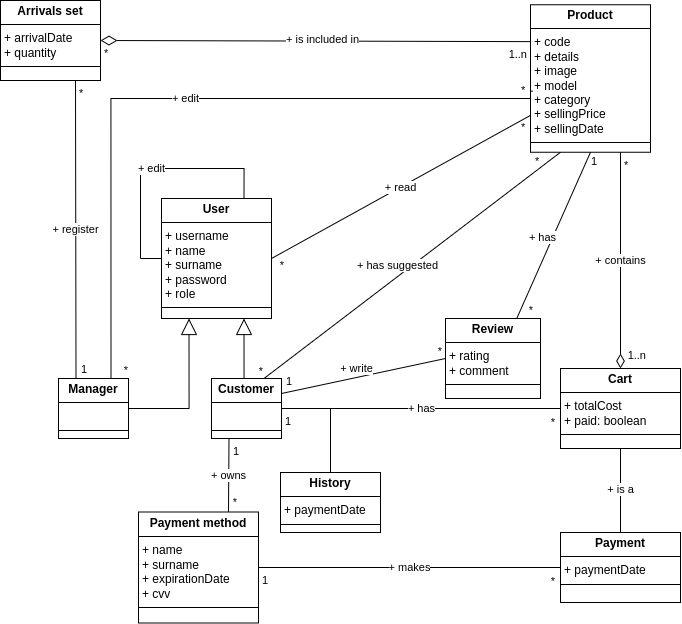 Arrivals set
+ arrivalDate
+ quantity
*
+ is included in
1..n
Product
+ code
+ details
+ image
+ model
+ category
+ sellingPrice
+ sellingDate
*
+ edit
*
*
+ edit
+ read
*
*
1
*
User
+ username
+ name
+ surname
+ password
+ role
+ register
+ has suggested
+ has
+ contains
*
Review
+ rating
+ comment
*
1..n
1
*
*
+ write
1
Manager
Customer
Cart
+ totalCost
+ paid: boolean
1
+ has
*
1
+ owns
*
History
+ paymentDate
+ is a
Payment method
+ name
+ surname
+ expirationDate
+ cvv
1
+ makes
*
Payment
+ paymentDate